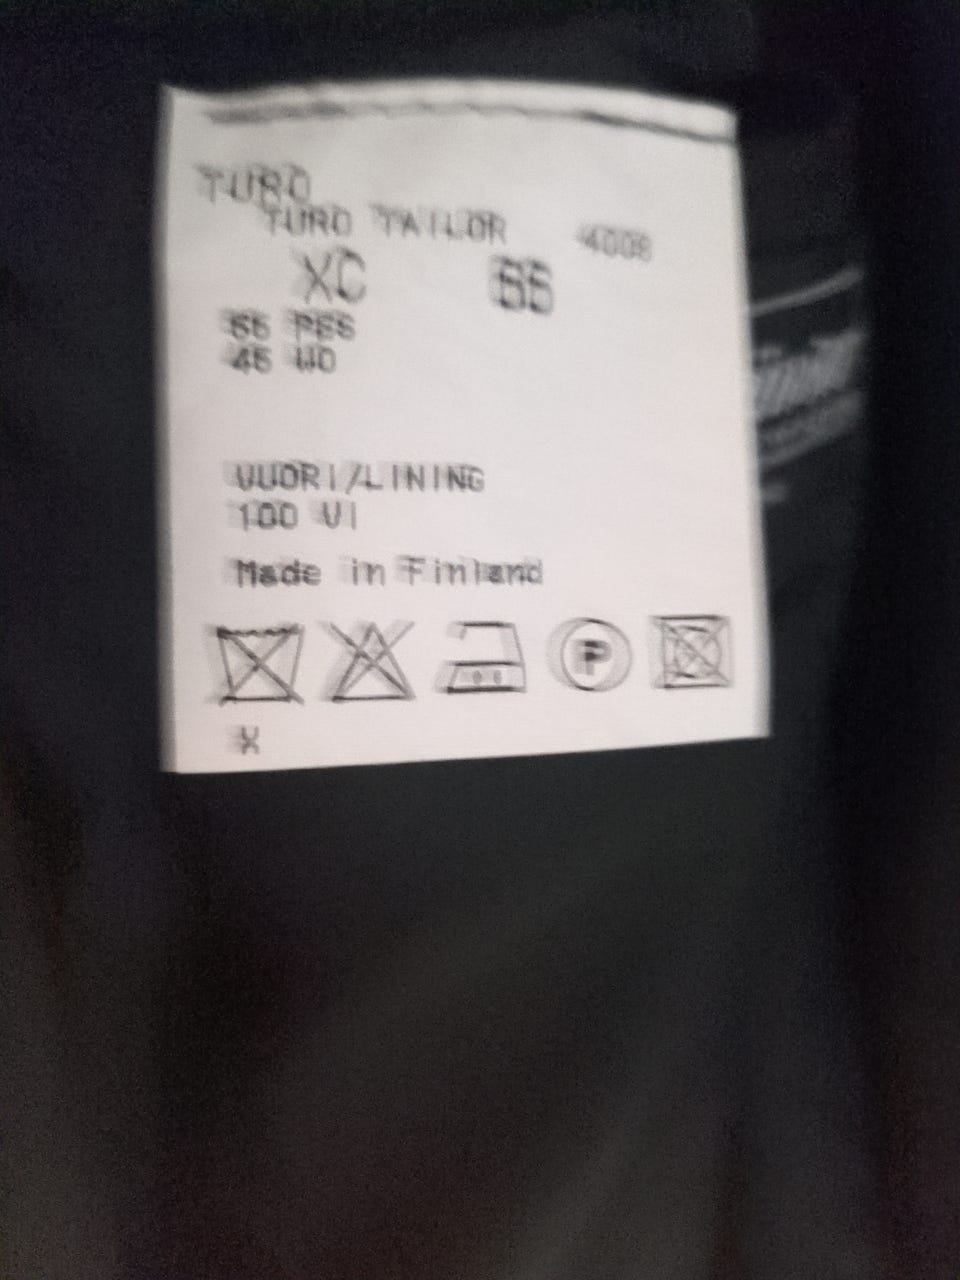 TURO
TURO TAILOR 4008
XC 56
55 PES
45 WO
VUORI/LINING
100 VI
Made in Finland
P
X